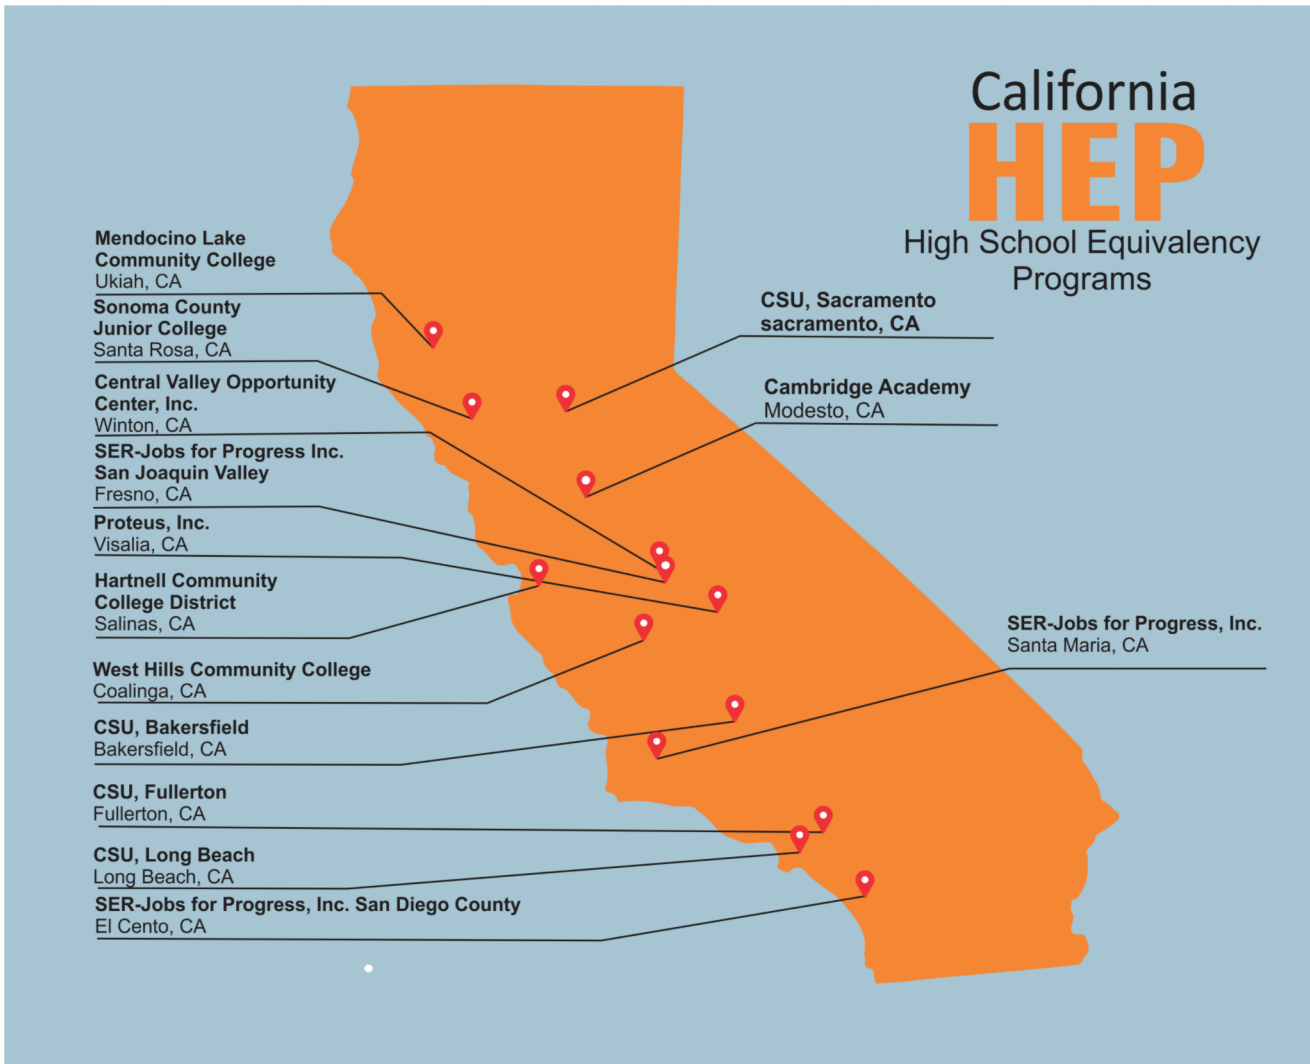 California
HEP
High School Equivalency
Programs
Mendocino Lake
Community College
Ukiah, CA
Sonoma County
Junior College
Santa Rosa, CA
Central Valley Opportunity
Center, Inc.
Winton, CA
SER-Jobs for Progress Inc.
San Joaquin Valley
Fresno, CA
Proteus, Inc.
Visalia, CA
Hartnell Community
College District
Salinas, CA
West Hills Community College
Coalinga, CA
CSU, Bakersfield
Bakersfield, CA
CSU, Fullerton
Fullerton, CA
CSU, Long Beach
Long Beach, CA
SER-Jobs for Progress, Inc. San Diego County
El Cento, CA
CSU, Sacramento
sacramento, CA
Cambridge Academy
Modesto, CA
SER-Jobs for Progress, Inc.
Santa Maria, CA